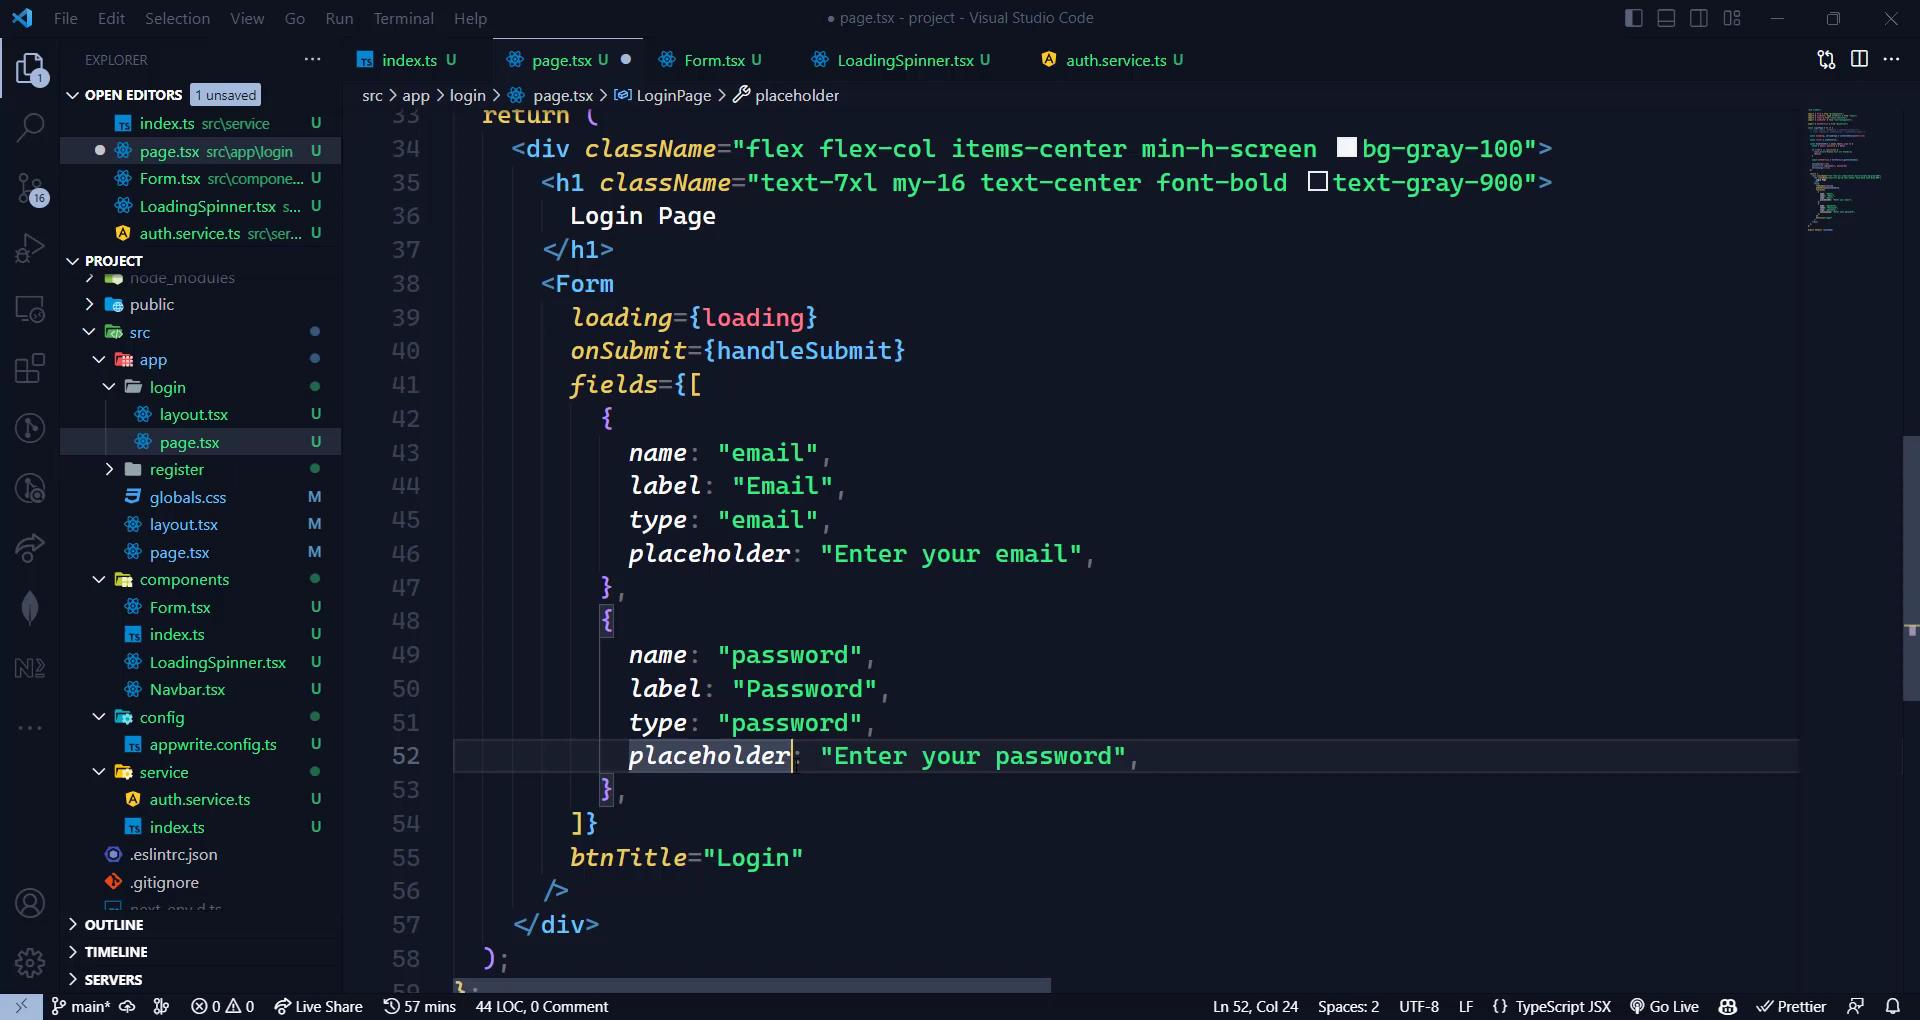 File Edit Selection View Go Run Terminal Help
● page.tsx - project - Visual Studio Code
EXPLORER ···
index.ts U
page.tsx U
Form.tsx U
LoadingSpinner.tsx U
auth.service.ts U
OPEN EDITORS 1 unsaved
index.ts src\service U
page.tsx src\app\login U
Form.tsx src\compone... U
LoadingSpinner.tsx s... U
auth.service.ts src\ser... U
PROJECT
node_modules
public
src
app
login
layout.tsx U
page.tsx U
register
globals.css M
layout.tsx M
page.tsx M
components
Form.tsx U
index.ts U
LoadingSpinner.tsx U
Navbar.tsx U
config
appwrite.config.ts U
service
auth.service.ts U
index.ts U
.eslintrc.json
.gitignore
next-env.d.ts
OUTLINE
TIMELINE
SERVERS
1
16
src > app > login > page.tsx > LoginPage > placeholder
33 return (
34 <div className="flex flex-col items-center min-h-screen bg-gray-100">
35 <h1 className="text-7xl my-16 text-center font-bold text-gray-900">
36 Login Page
37 </h1>
38 <Form
39 loading={loading}
40 onSubmit={handleSubmit}
41 fields={[
42 {
43 name: "email",
44 label: "Email",
45 type: "email",
46 placeholder: "Enter your email",
47 },
48 {
49 name: "password",
50 label: "Password",
51 type: "password",
52 placeholder: "Enter your password",
53 },
54 ]}
55 btnTitle="Login"
56 />
57 </div>
58 );
59 };
main* 0 0 Live Share 57 mins 44 LOC, 0 Comment Ln 52, Col 24 Spaces: 2 UTF-8 LF {} TypeScript JSX Go Live Prettier